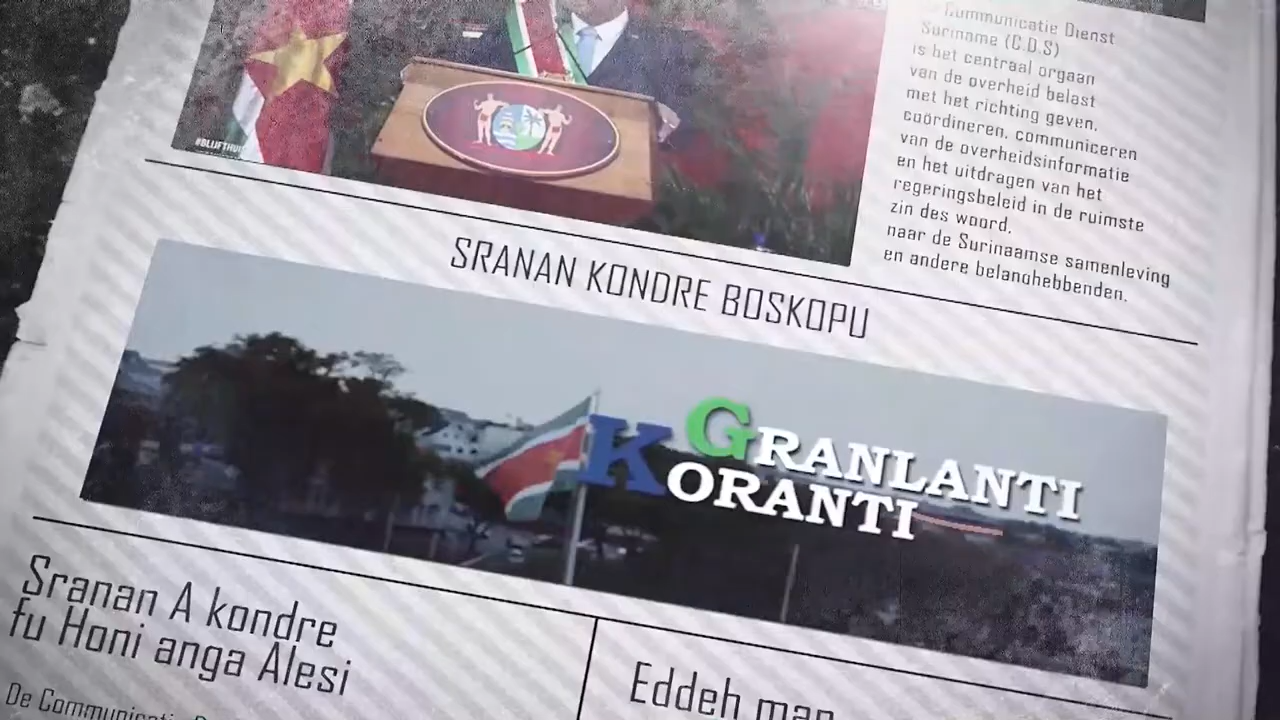 Communicatie Dienst
Suriname (C.D.S)
is het centraal orgaan
van de overheid belast
met het richting geven,
coördineren, communiceren
van de overheidsinformatie
en het uitdragen van het
regeringsbeleid in de ruimste
zin des woord,
naar de Surinaamse samenleving
en andere belanghebbenden.
SRANAN KONDRE BOSKOPU
GRANLANTI
KORANTI
Sranan A kondre
fu Honi anga Alesi
De
Eddeh man